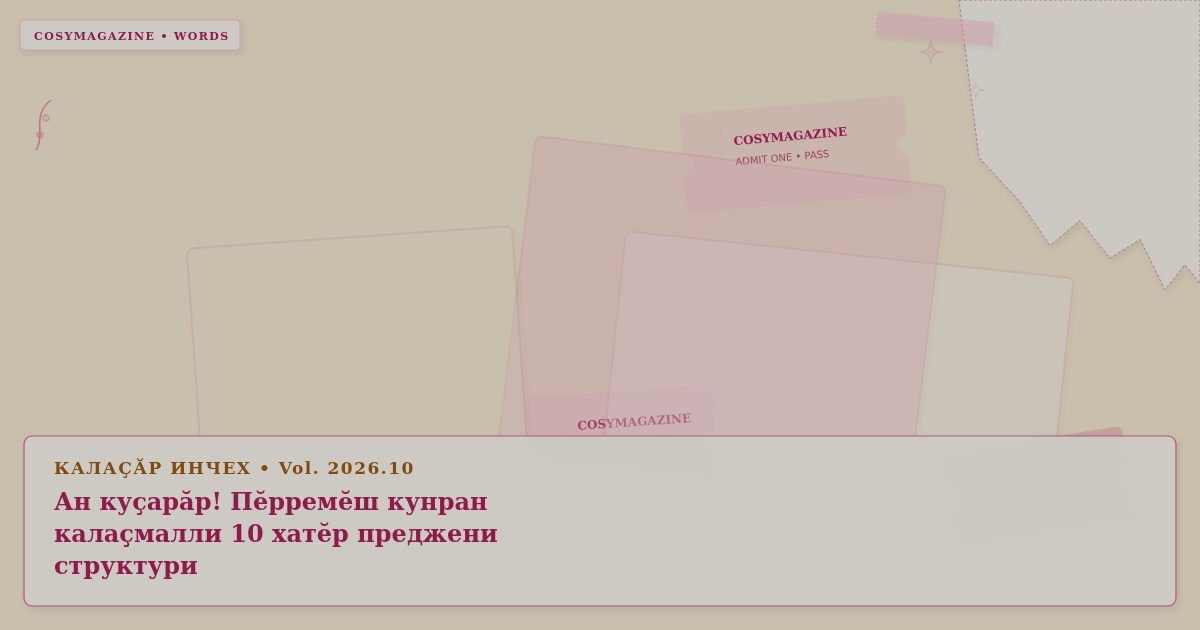 COSYMAGAZINE • WORDS
COSYMAGAZINE
ADMIT ONE • PASS
COSYMAGAZINE
КАЛАҪӐР ИНЧЕХ • Vol. 2026.10
Ан куҫарӑр! Пӗрремӗш кунран
калаҫмалли 10 хатӗр преджени
структури